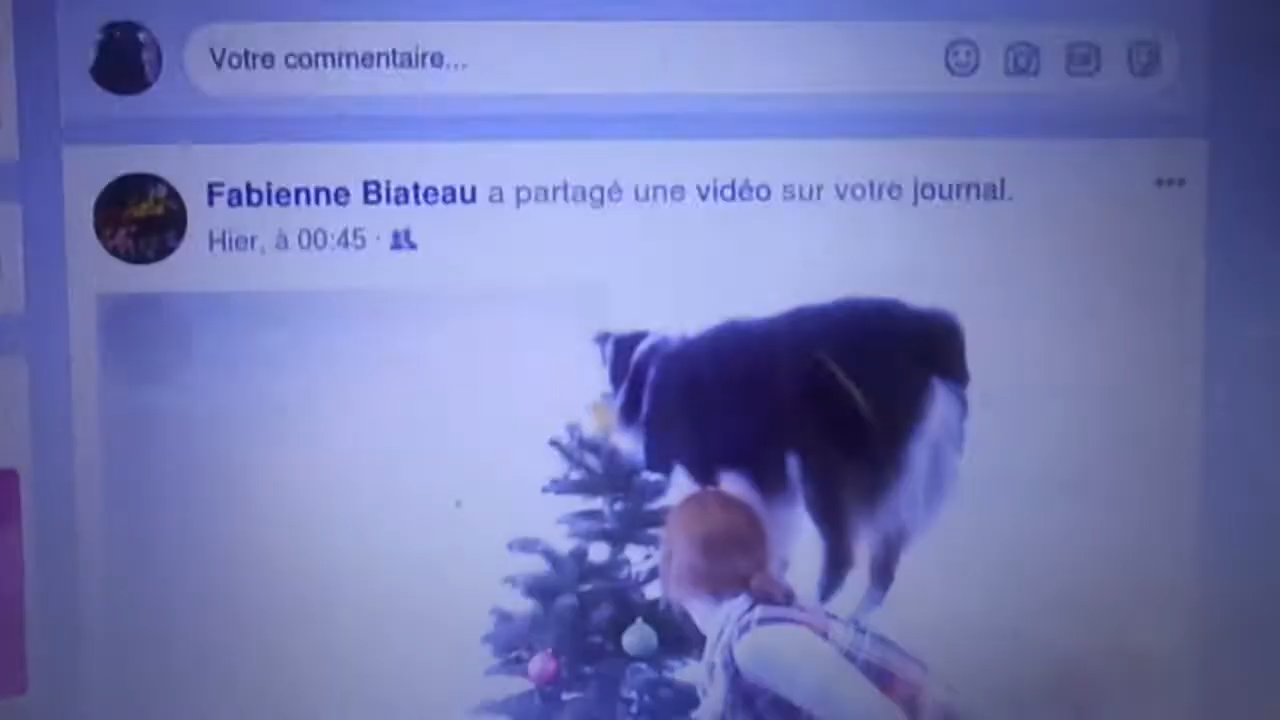 Votre commentaire...
Fabienne Biateau a partagé une vidéo sur votre journal.
Hier, à 00:45 ·